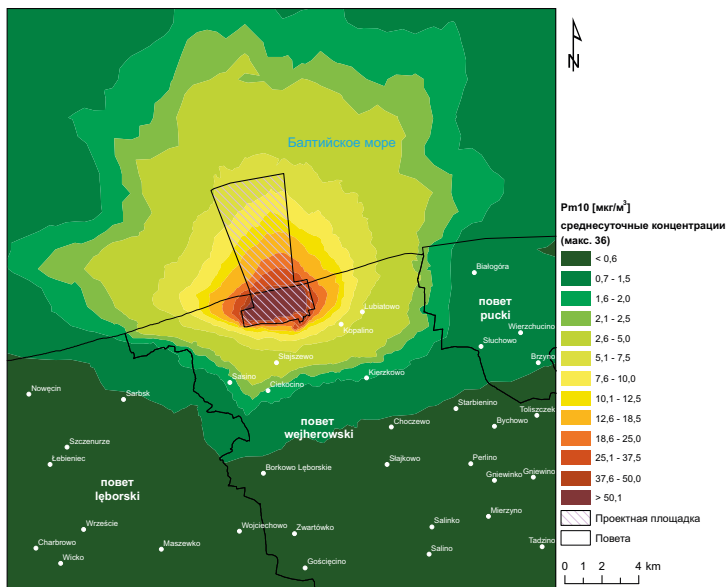 N
Балтийское море
Białogóra
повет
pucki
Lubiatowo
Wierzchucino
Kopalino
Słuchowo
Brzyno
Słajszewo
Sasino
Ciekocino
Kierzkowo
Nowęcin
Sarbsk
Starbienino
Toliszczek
повет
wejherowski
Choczewo
Bychowo
Szczenurze
Łebieniec
Borkowo Lęborskie
Słajkowo
Perlino
повет
lęborski
Gniewinko
Gniewino
Mierzyno
Wrzeście
Wojciechowo
Zwartówko
Salinko
Charbrowo
Wicko
Maszewko
Salino
Tadzino
Gościęcino
Pm10 [мкг/м³]
среднесуточные концентрации
(макс. 36)
< 0,6
0,7 - 1,5
1,6 - 2,0
2,1 - 2,5
2,6 - 5,0
5,1 - 7,5
7,6 - 10,0
10,1 - 12,5
12,6 - 18,5
18,6 - 25,0
25,1 - 37,5
37,6 - 50,0
> 50,1
Проектная площадка
Повета
0 1 2 4 km